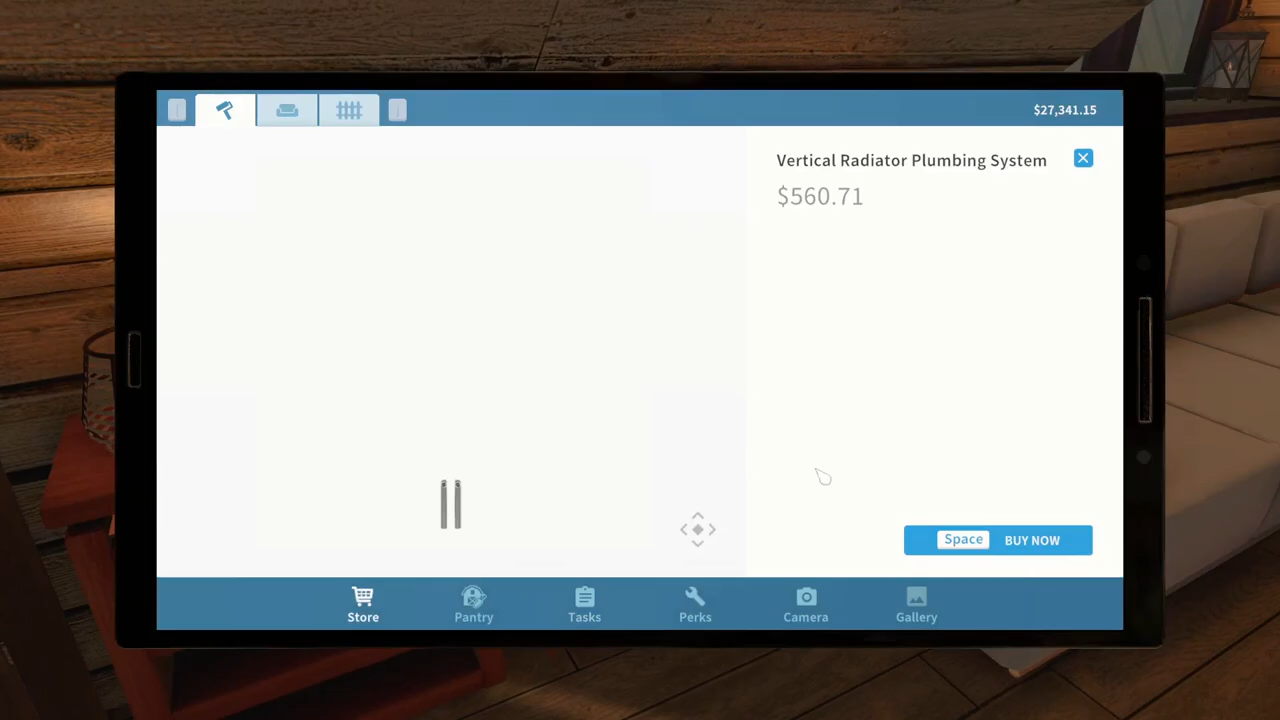 $27,341.15
Vertical Radiator Plumbing System
$560.71
Space BUY NOW
Store Pantry Tasks Perks Camera Gallery